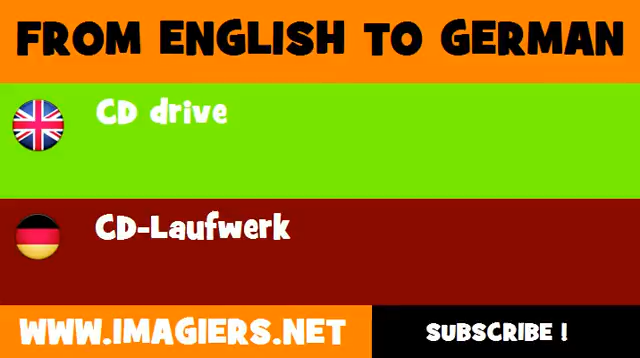 FROM ENGLISH TO GERMAN
CD drive
CD-Laufwerk
WWW.IMAGIERS.NET
SUBSCRIBE !